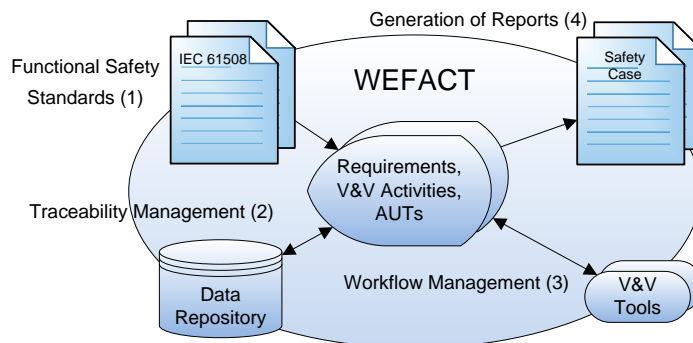 Generation of Reports (4)
IEC 61508
Functional Safety
Standards (1)
WEFACT
Safety
Case
Requirements,
V&V Activities,
AUTs
Traceability Management (2)
Workflow Management (3)
Data
Repository
V&V
Tools